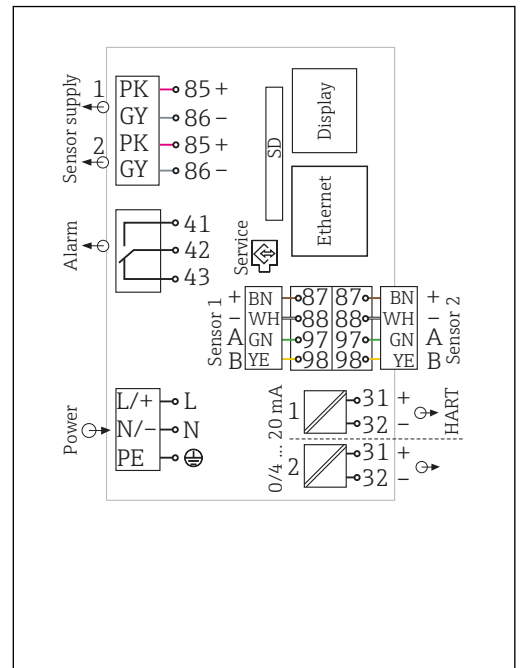 Sensor supply
1 PK 85 +
GY 86 −
2 PK 85 +
GY 86 −
Display
SD
Ethernet
Alarm
41
42
43
Service
Sensor 1
+ BN 87 87 BN +
− WH 88 88 WH −
A GN 97 97 GN A
B YE 98 98 YE B
Sensor 2
Power
L/+ L
N/− N
PE
0/4 ... 20 mA
1 31 +
32 −
HART
2 31 +
32 −